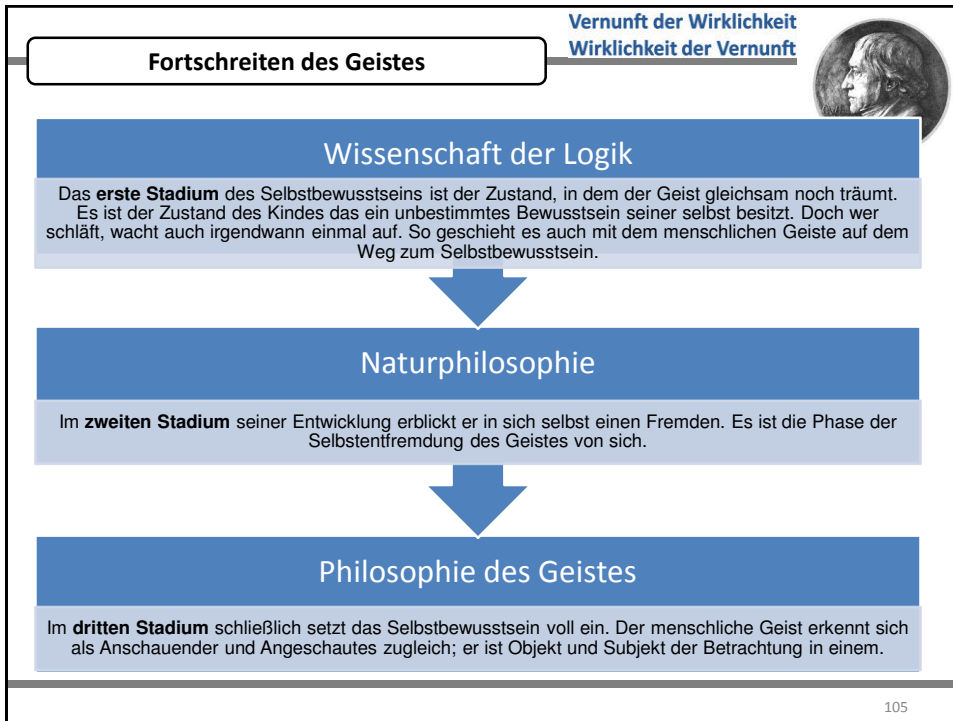 Vernunft der Wirklichkeit
Wirklichkeit der Vernunft
Fortschreiten des Geistes
Wissenschaft der Logik
Das erste Stadium des Selbstbewusstseins ist der Zustand, in dem der Geist gleichsam noch träumt.
Es ist der Zustand des Kindes das ein unbestimmtes Bewusstsein seiner selbst besitzt. Doch wer
schläft, wacht auch irgendwann einmal auf. So geschieht es auch mit dem menschlichen Geiste auf dem
Weg zum Selbstbewusstsein.
Naturphilosophie
Im zweiten Stadium seiner Entwicklung erblickt er in sich selbst einen Fremden. Es ist die Phase der
Selbstentfremdung des Geistes von sich.
Philosophie des Geistes
Im dritten Stadium schließlich setzt das Selbstbewusstsein voll ein. Der menschliche Geist erkennt sich
als Anschauender und Angeschautes zugleich; er ist Objekt und Subjekt der Betrachtung in einem.
105